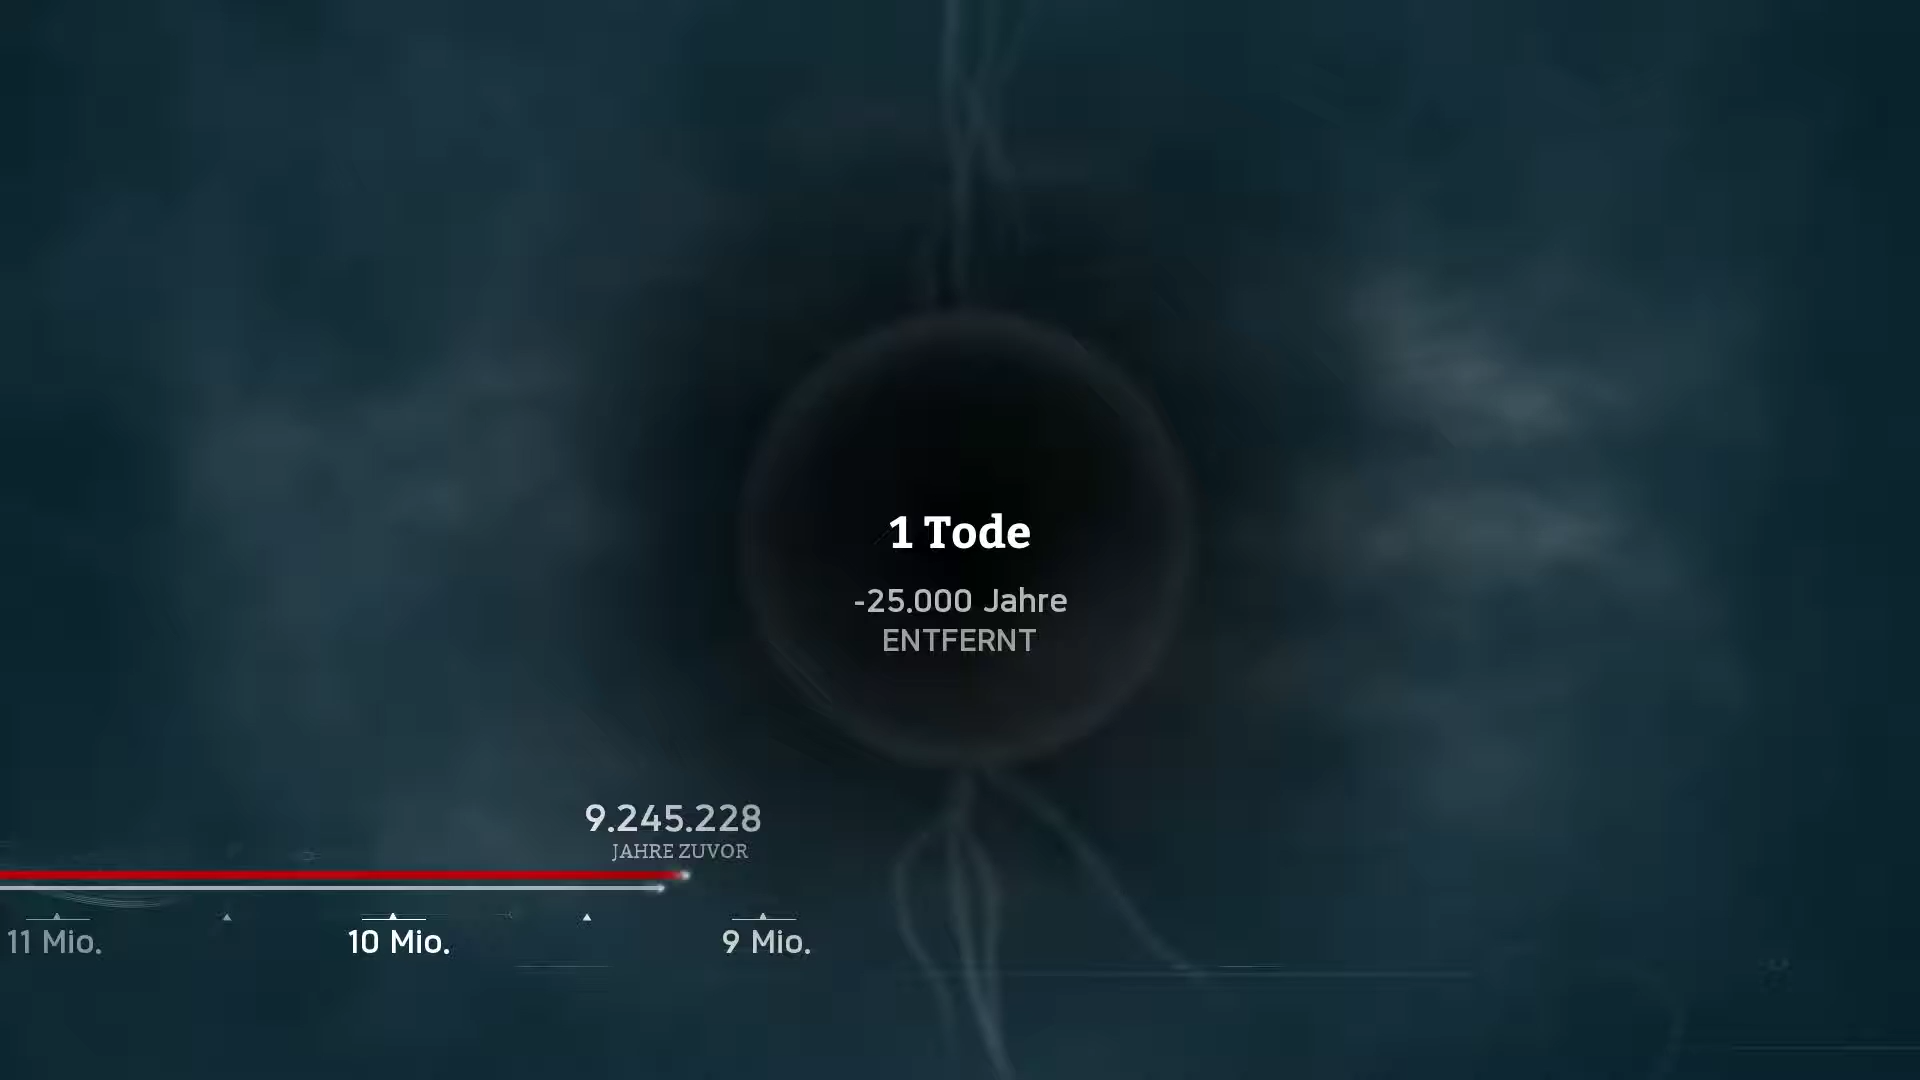 1 Tode
-25.000 Jahre
ENTFERNT
9.245.228
JAHRE ZUVOR
11 Mio.
10 Mio.
9 Mio.